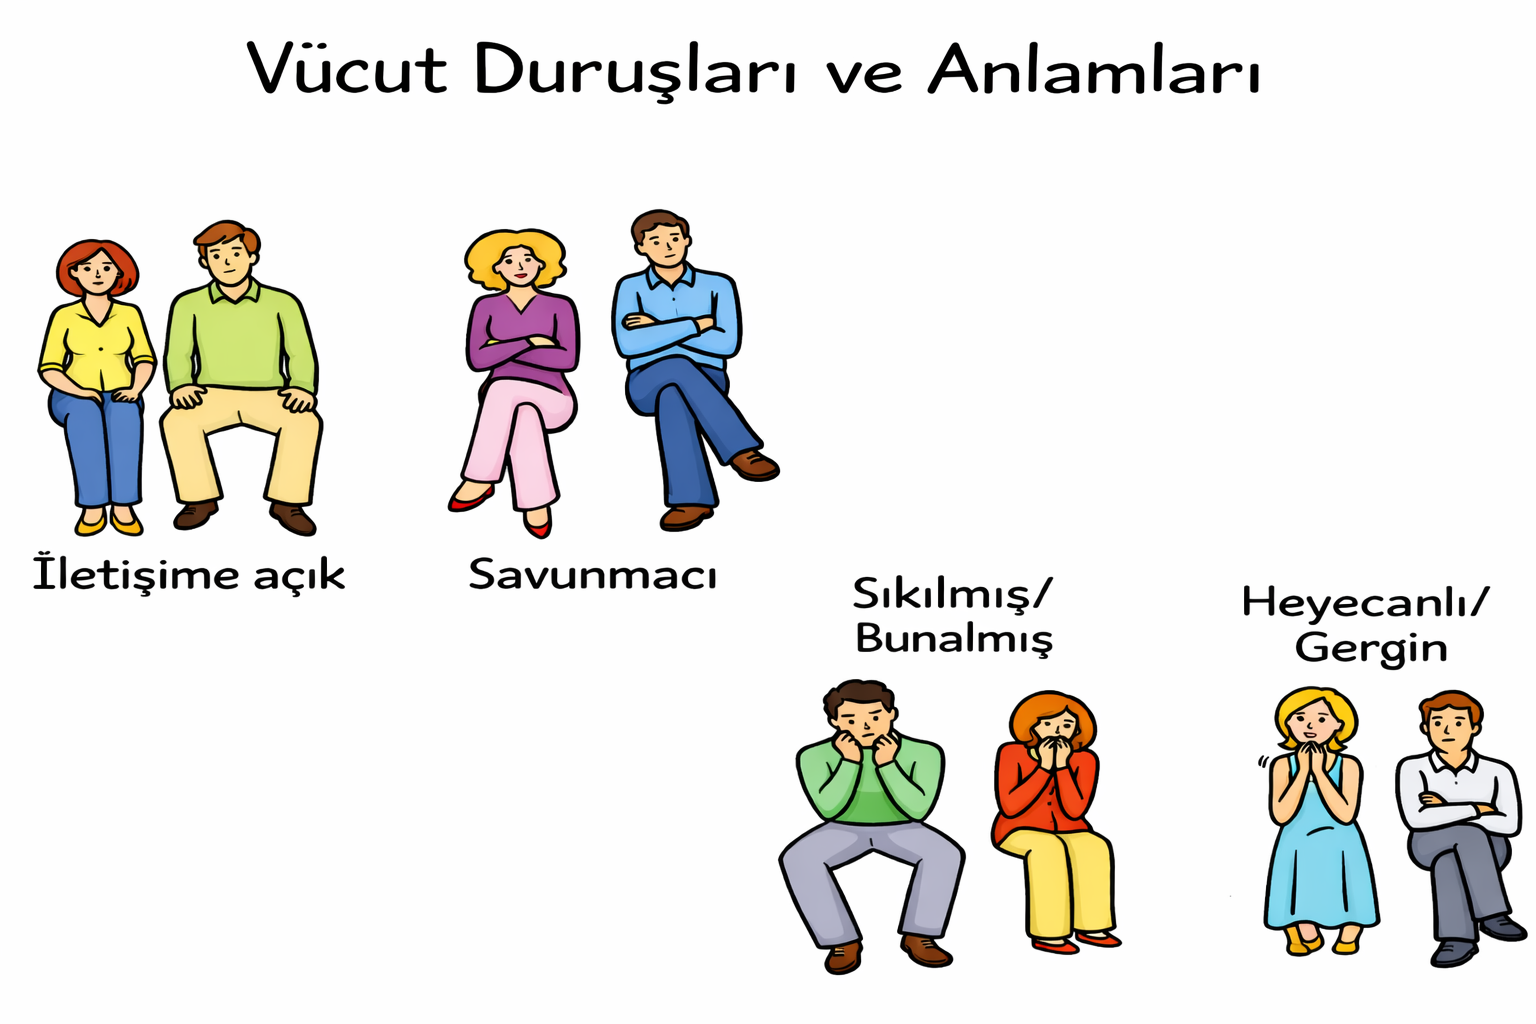 Vücut Duruşları ve Anlamları
İletişime açık
Savunmacı
Sıkılmış/
Bunalmış
Heyecanlı/
Gergin